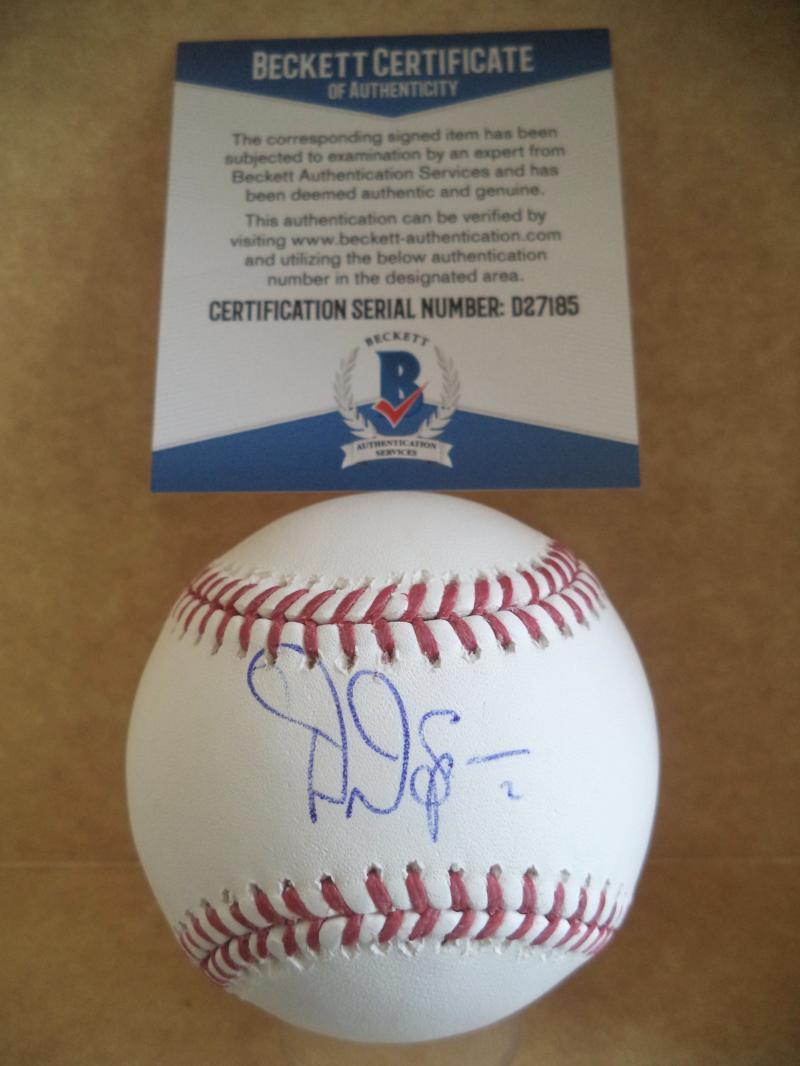 BECKETT CERTIFICATE
OF AUTHENTICITY
The corresponding signed item has been
subjected to examination by an expert from
Beckett Authentication Services and has
been deemed authentic and genuine.
This authentication can be verified by
visiting www.beckett-authentication.com
and utilizing the below authentication
number in the designated area.
CERTIFICATION SERIAL NUMBER: D27185
BECKETT
B
AUTHENTICATION
SERVICES
2